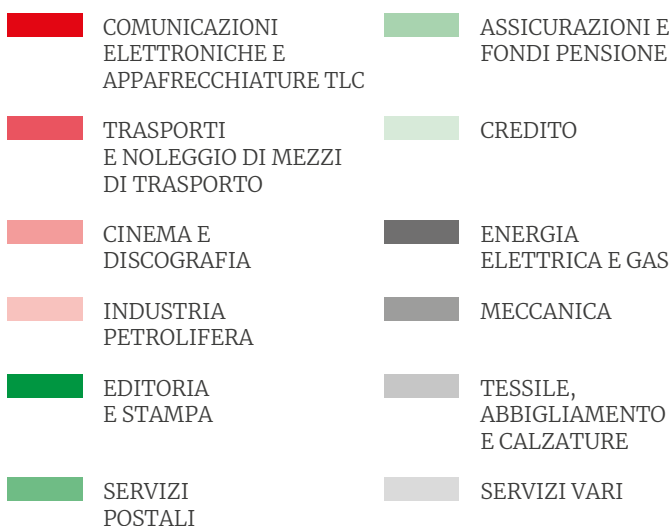 COMUNICAZIONI
ELETTRONICHE E
APPAFRECCHIATURE TLC
TRASPORTI
E NOLEGGIO DI MEZZI
DI TRASPORTO
CINEMA E
DISCOGRAFIA
INDUSTRIA
PETROLIFERA
EDITORIA
E STAMPA
SERVIZI
POSTALI
ASSICURAZIONI E
FONDI PENSIONE
CREDITO
ENERGIA
ELETTRICA E GAS
MECCANICA
TESSILE,
ABBIGLIAMENTO
E CALZATURE
SERVIZI VARI